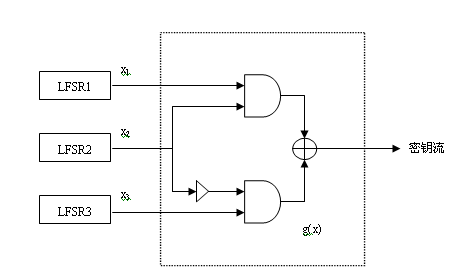 x1
LFSR1
x2
LFSR2
密钥流
x3
LFSR3
g(x)